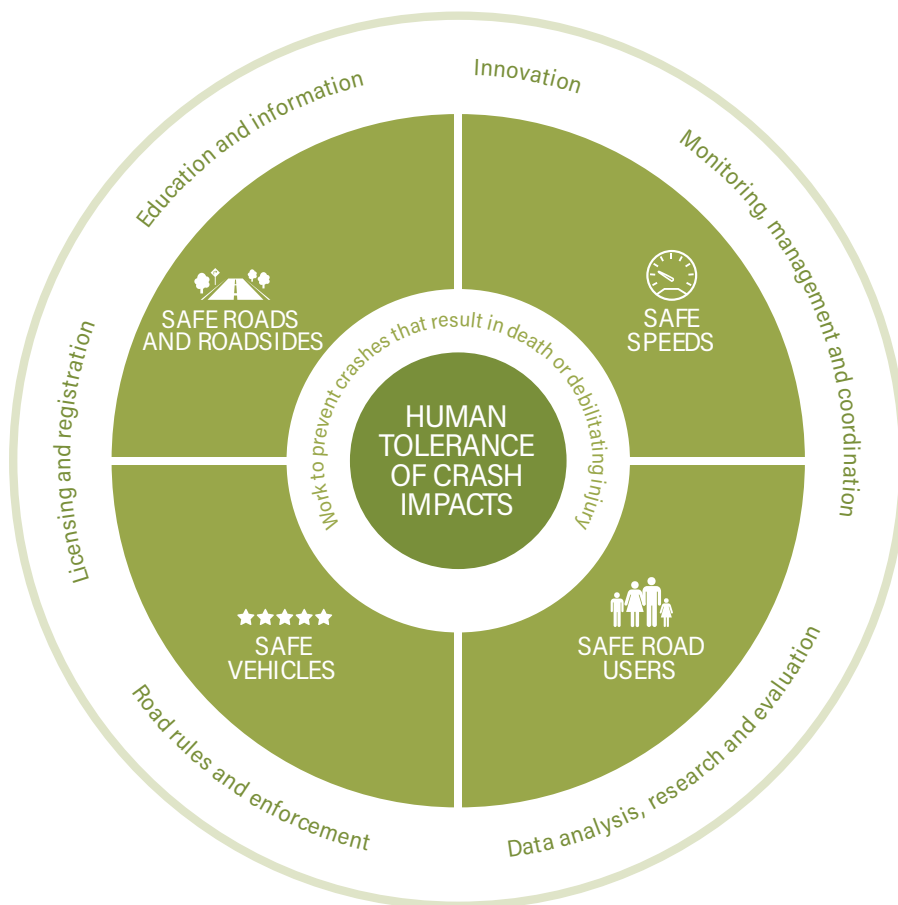 Innovation
Education and information
Monitoring, management and coordination
SAFE ROADS
AND ROADSIDES
SAFE
SPEEDS
Licensing and registration
Work to prevent crashes that result in death or debilitating injury
HUMAN
TOLERANCE
OF CRASH
IMPACTS
SAFE
VEHICLES
SAFE ROAD
USERS
Road rules and enforcement
Data analysis, research and evaluation